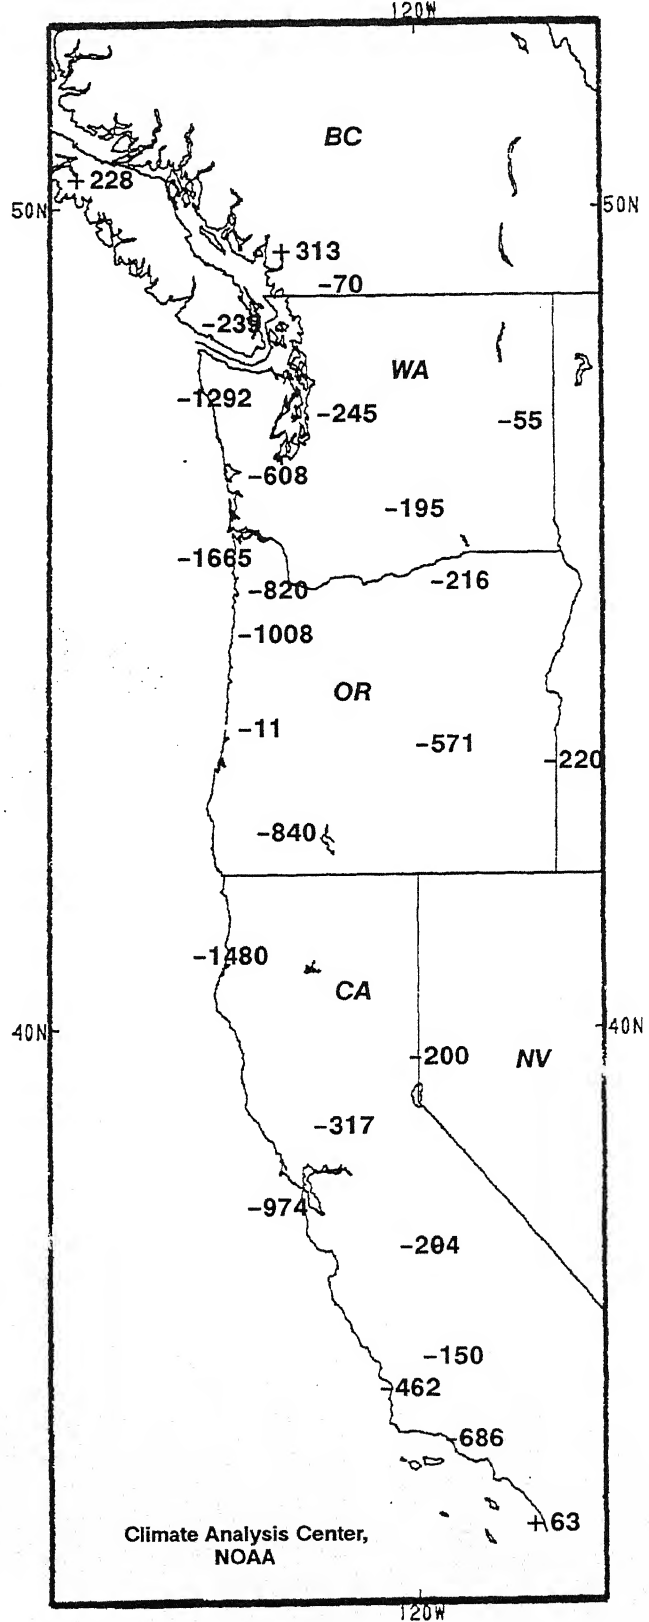 120W
BC
+228
50N
50N
+313
-70
-239
WA
-1292
-245
-55
-608
-195
-1665
-820
-216
-1008
OR
-11
-571
-220
-840
-1480
CA
40N
40N
-200
NV
-317
-974
-204
-150
-462
-686
+63
Climate Analysis Center,
NOAA
120W